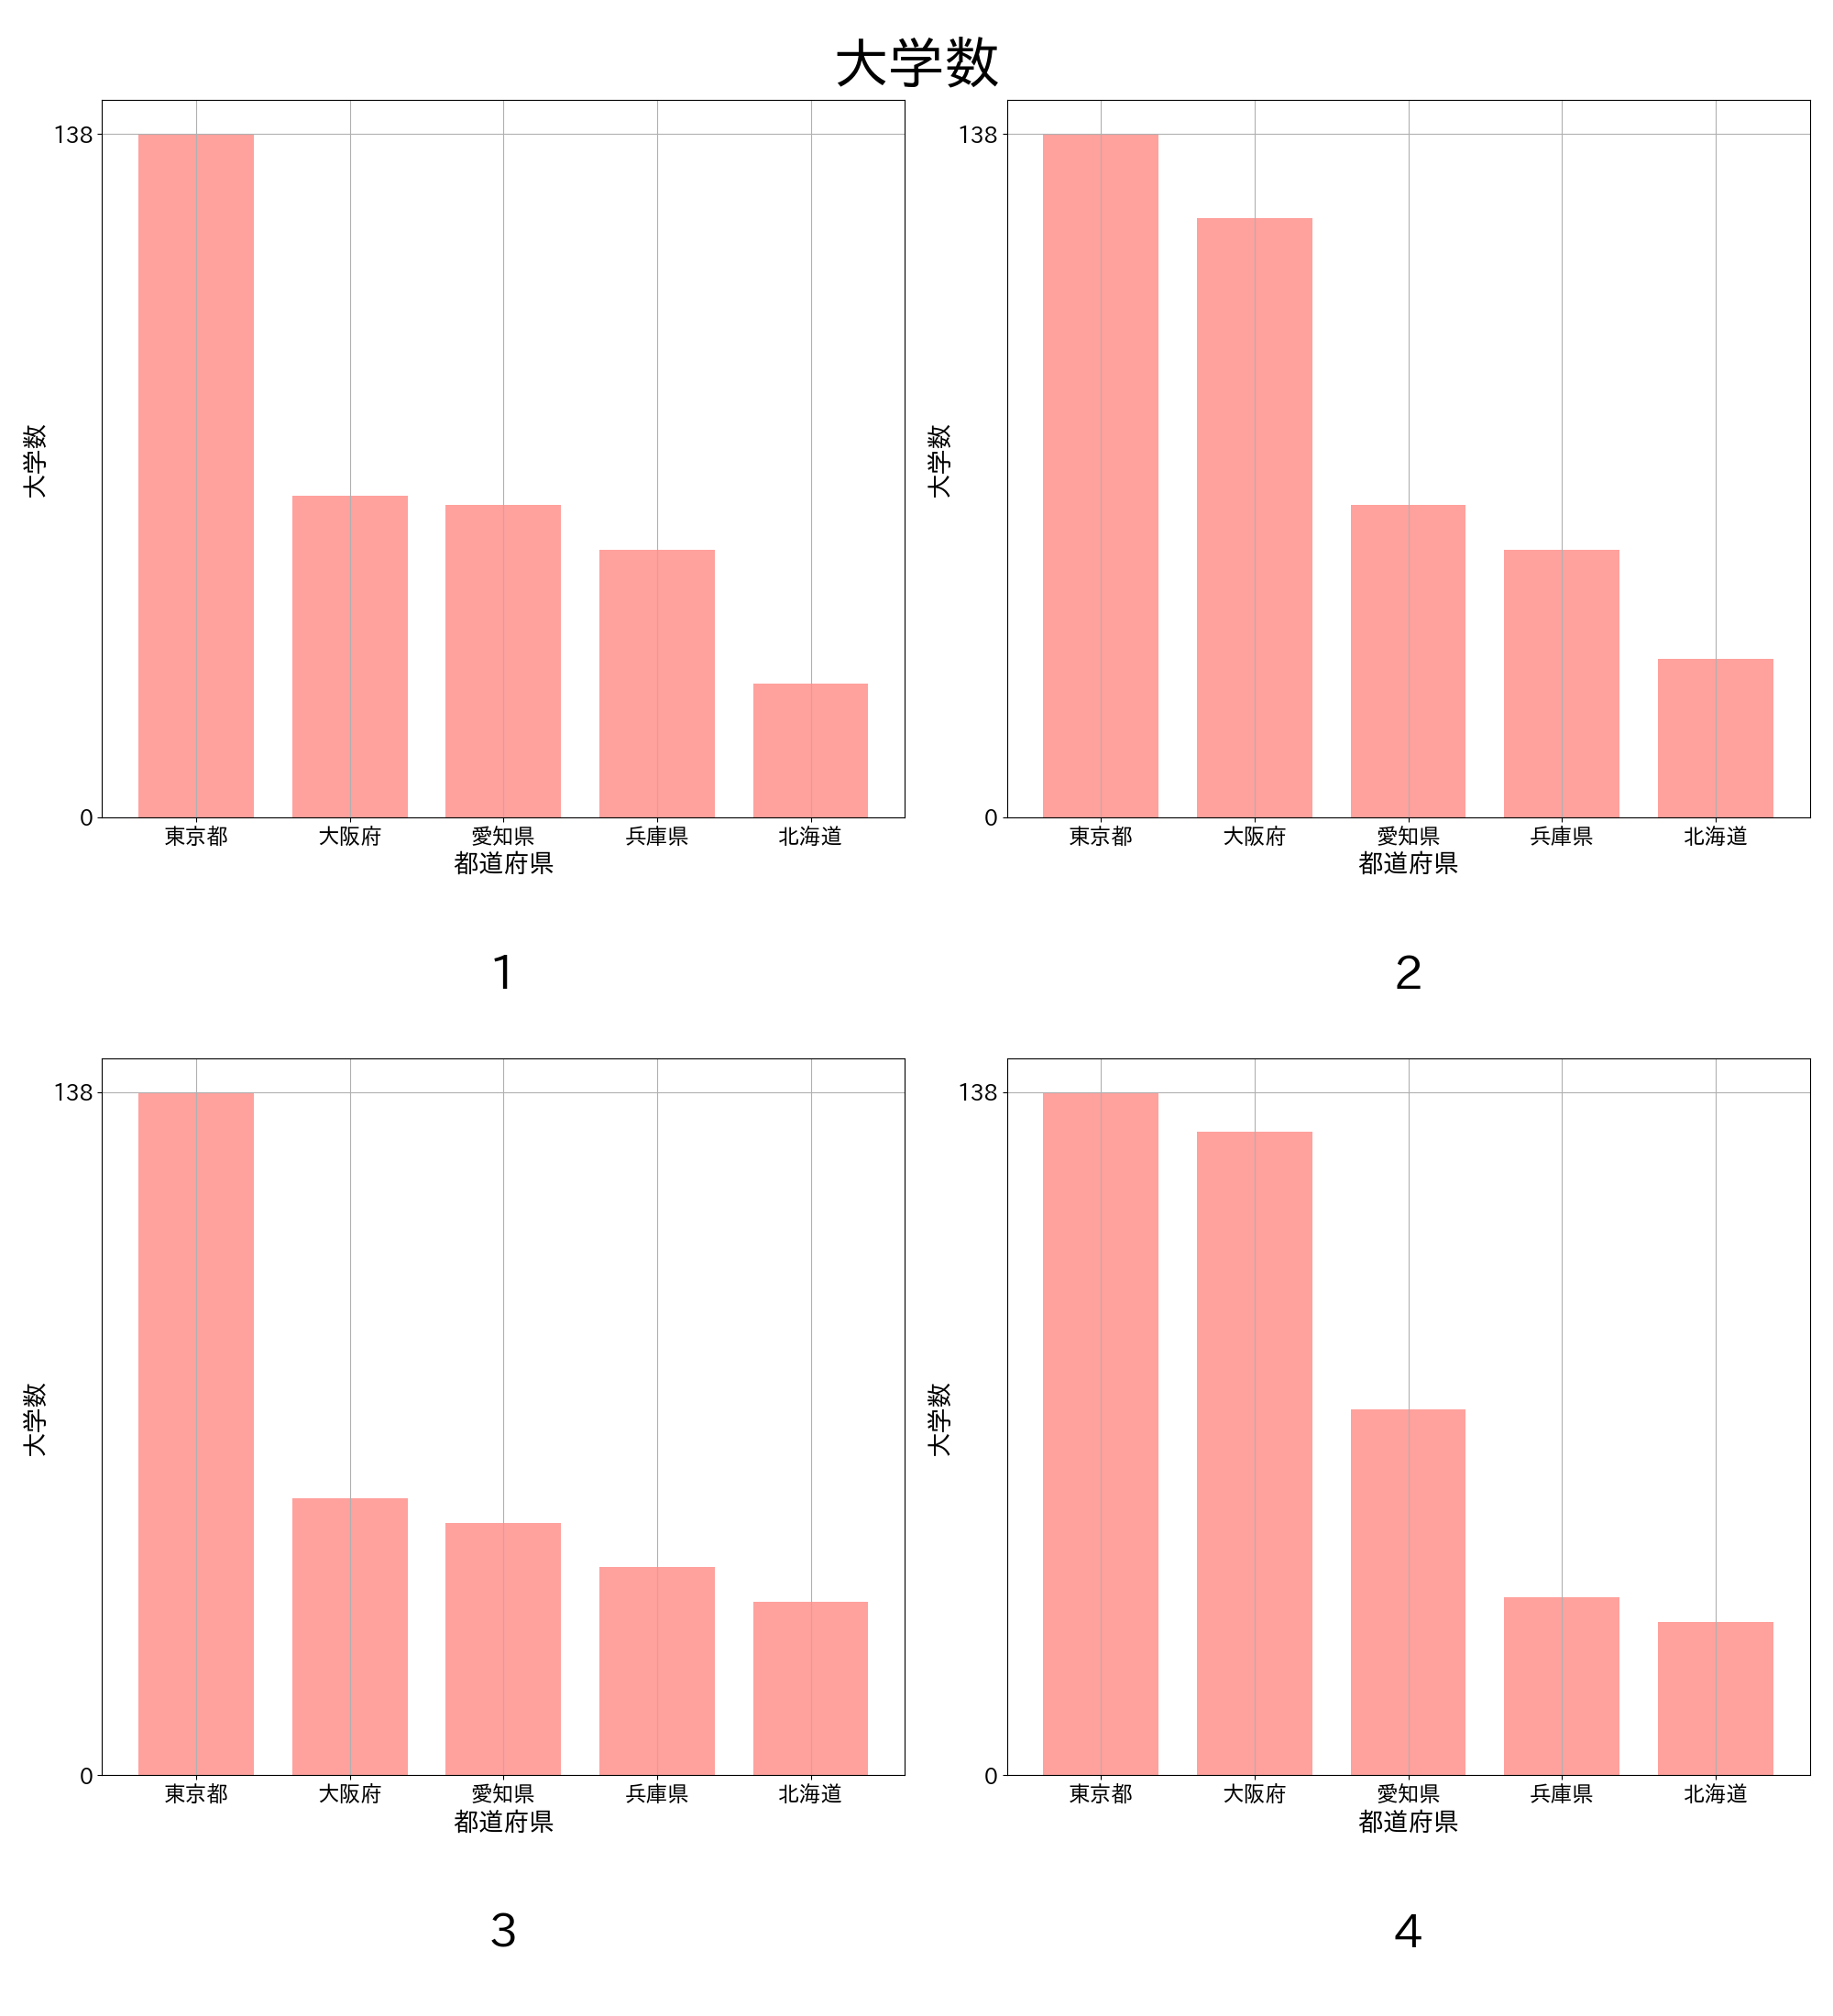 大学数
138
0
大学数
東京都 大阪府 愛知県 兵庫県 北海道
都道府県
1
138
0
大学数
東京都 大阪府 愛知県 兵庫県 北海道
都道府県
2
138
0
大学数
東京都 大阪府 愛知県 兵庫県 北海道
都道府県
3
138
0
大学数
東京都 大阪府 愛知県 兵庫県 北海道
都道府県
4